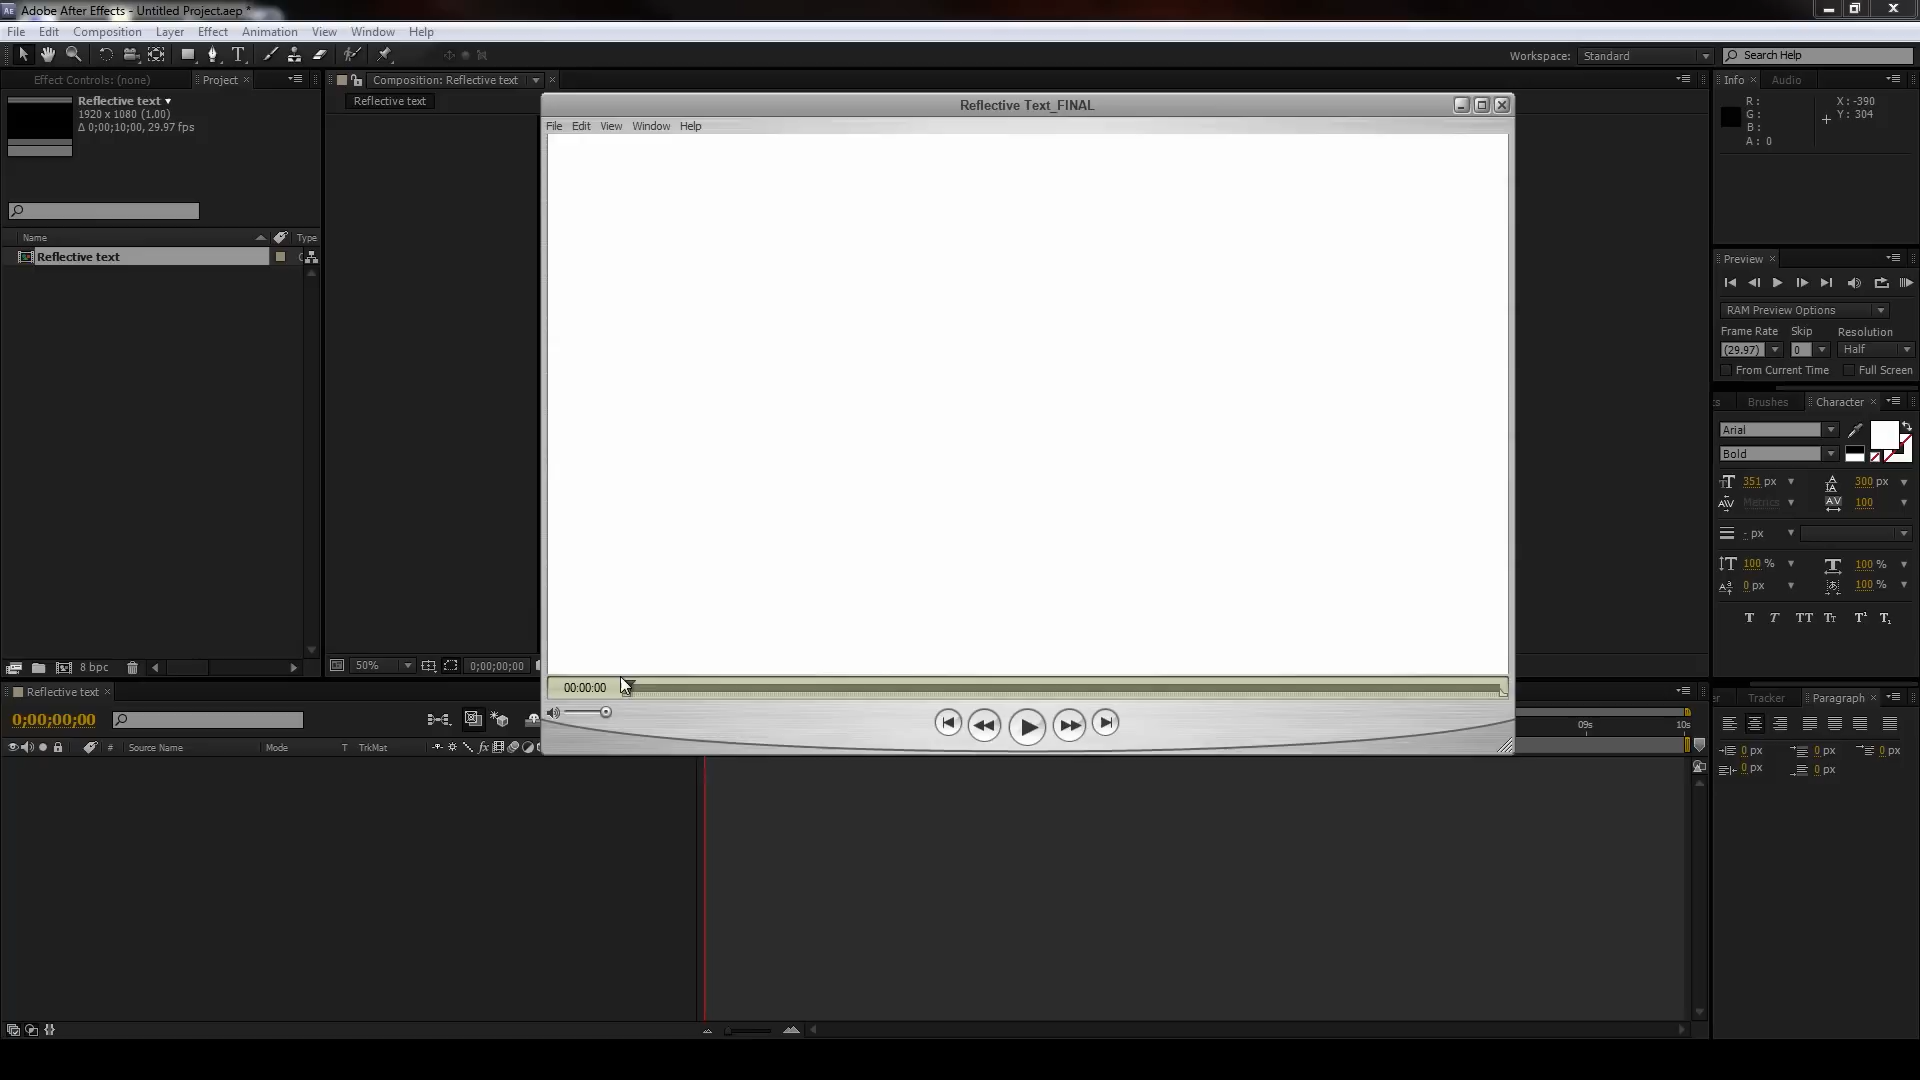 Adobe After Effects - Untitled Project.aep *
File Edit Composition Layer Effect Animation View Window Help
Workspace: Standard Search Help
Effect Controls: (none) Project
Reflective text
1920 x 1080 (1.00)
Δ 0;00;10;00, 29.97 fps
Name Type
Reflective text
8 bpc
Composition: Reflective text
Reflective text
50% 0;00;00;00
Reflective Text_FINAL
File Edit View Window Help
00:00:00
Info Audio
R:
G:
B:
A: 0
X: -390
Y: 304
Preview
RAM Preview Options
Frame Rate Skip Resolution
(29.97) 0 Half
From Current Time Full Screen
Brushes Character
Arial
Bold
351 px 300 px
Metrics 100
- px
100 % 100 %
0 px 100 %
T T TT Tt T¹ T₁
Tracker Paragraph
0 px 0 px 0 px
0 px 0 px
Reflective text
0;00;00;00
# Source Name Mode T TrkMat
09s 10s